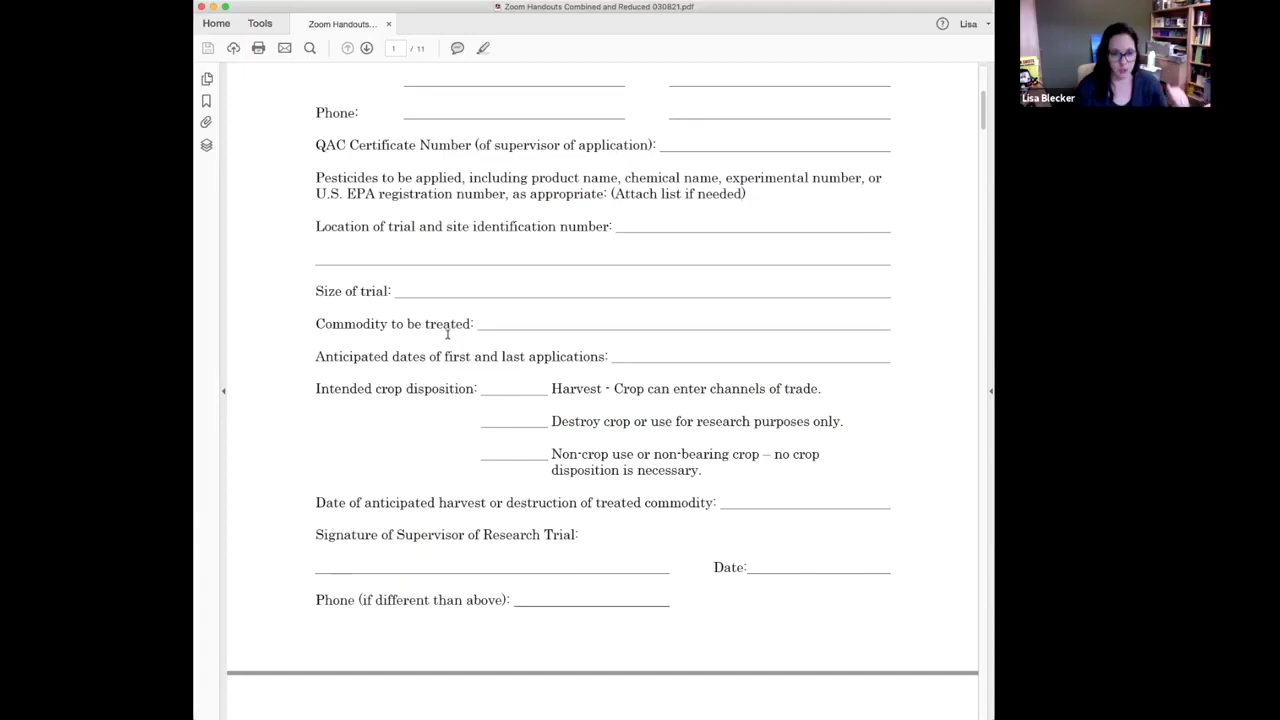 Zoom Handouts Combined and Reduced 030821.pdf
Home Tools Zoom Handouts... × ? Lisa
1 / 11
Phone:
QAC Certificate Number (of supervisor of application):
Pesticides to be applied, including product name, chemical name, experimental number, or
U.S. EPA registration number, as appropriate: (Attach list if needed)
Location of trial and site identification number:
Size of trial:
Commodity to be treated:
Anticipated dates of first and last applications:
Intended crop disposition: Harvest - Crop can enter channels of trade.
Destroy crop or use for research purposes only.
Non-crop use or non-bearing crop – no crop
disposition is necessary.
Date of anticipated harvest or destruction of treated commodity:
Signature of Supervisor of Research Trial:
Date:
Phone (if different than above):
Lisa Blecker